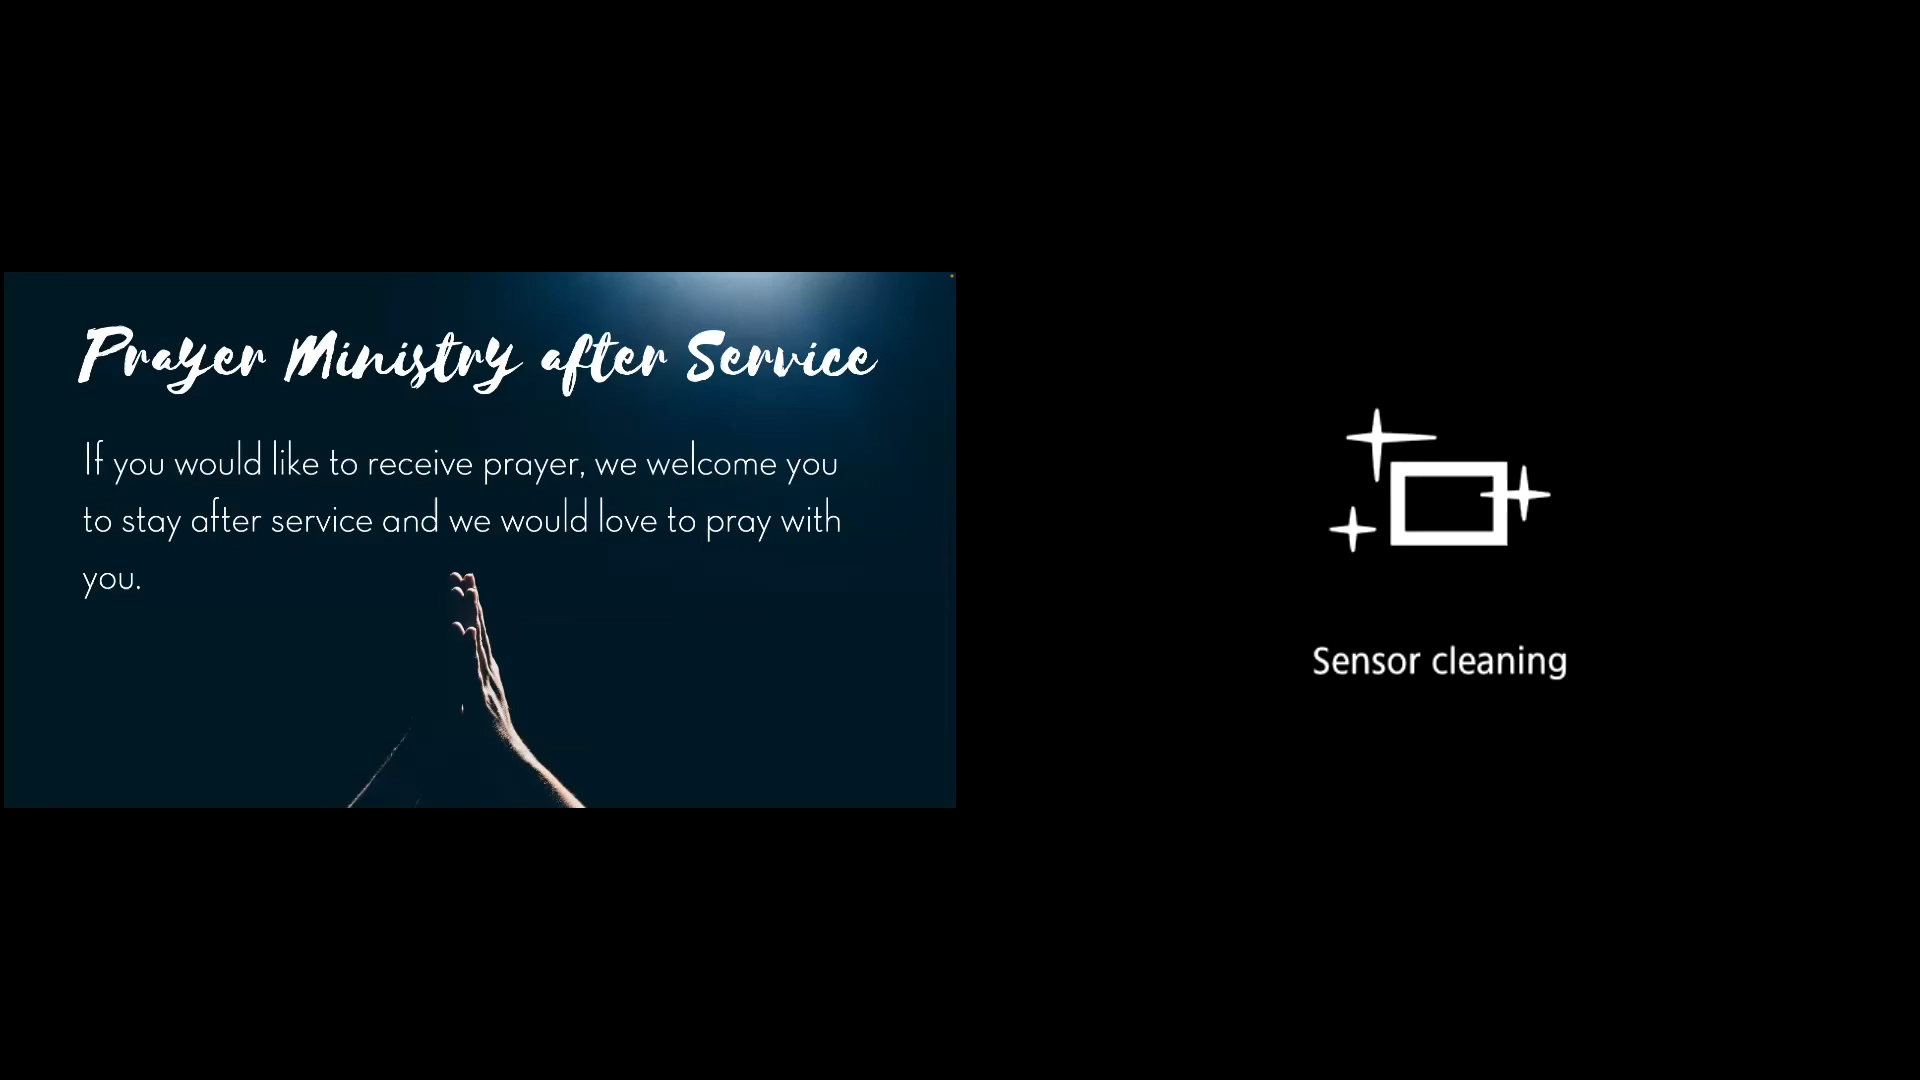 Prayer Ministry after Service
If you would like to receive prayer, we welcome you
to stay after service and we would love to pray with
you.
Sensor cleaning